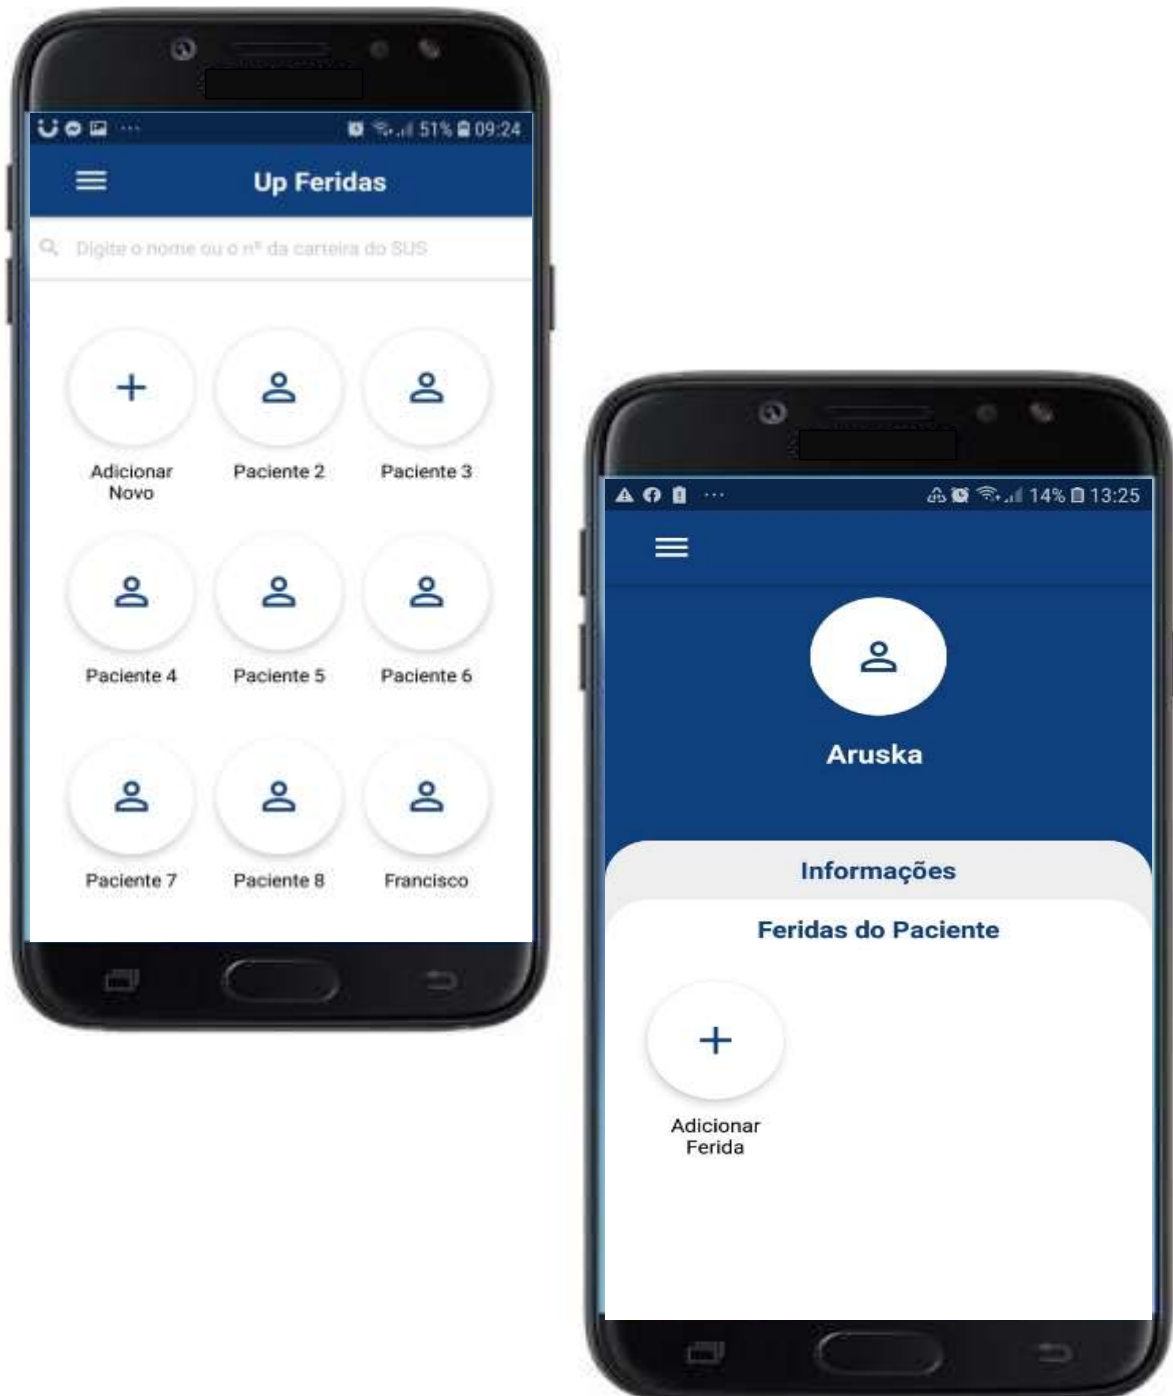 51% 09:24
Up Feridas
Digite o nome ou o nº da carteira do SUS
Adicionar
Novo
Paciente 2
Paciente 3
Paciente 4
Paciente 5
Paciente 6
Paciente 7
Paciente 8
Francisco
14% 13:25
Aruska
Informações
Feridas do Paciente
Adicionar
Ferida